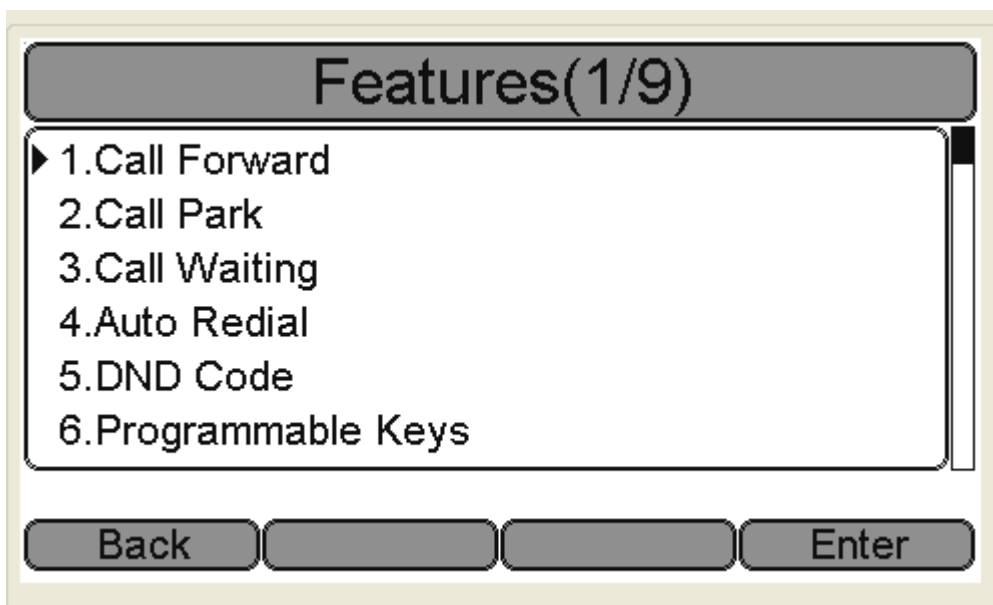 Features(1/9)
1.Call Forward
2.Call Park
3.Call Waiting
4.Auto Redial
5.DND Code
6.Programmable Keys
Back Enter